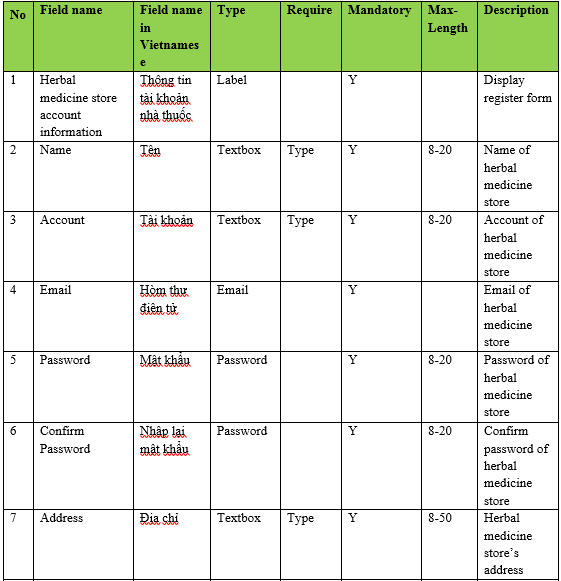 No Field name Field name in Vietnamese Type Require Mandatory Max-Length Description
1 Herbal medicine store account information Thông tin tài khoản nhà thuốc Label Y Display register form
2 Name Tên Textbox Type Y 8-20 Name of herbal medicine store
3 Account Tài khoản Textbox Type Y 8-20 Account of herbal medicine store
4 Email Hòm thư điện tử Email Y Email of herbal medicine store
5 Password Mật khẩu Password Y 8-20 Password of herbal medicine store
6 Confirm Password Nhập lại mật khẩu Password Y 8-20 Confirm password of herbal medicine store
7 Address Địa chỉ Textbox Type Y 8-50 Herbal medicine store's address